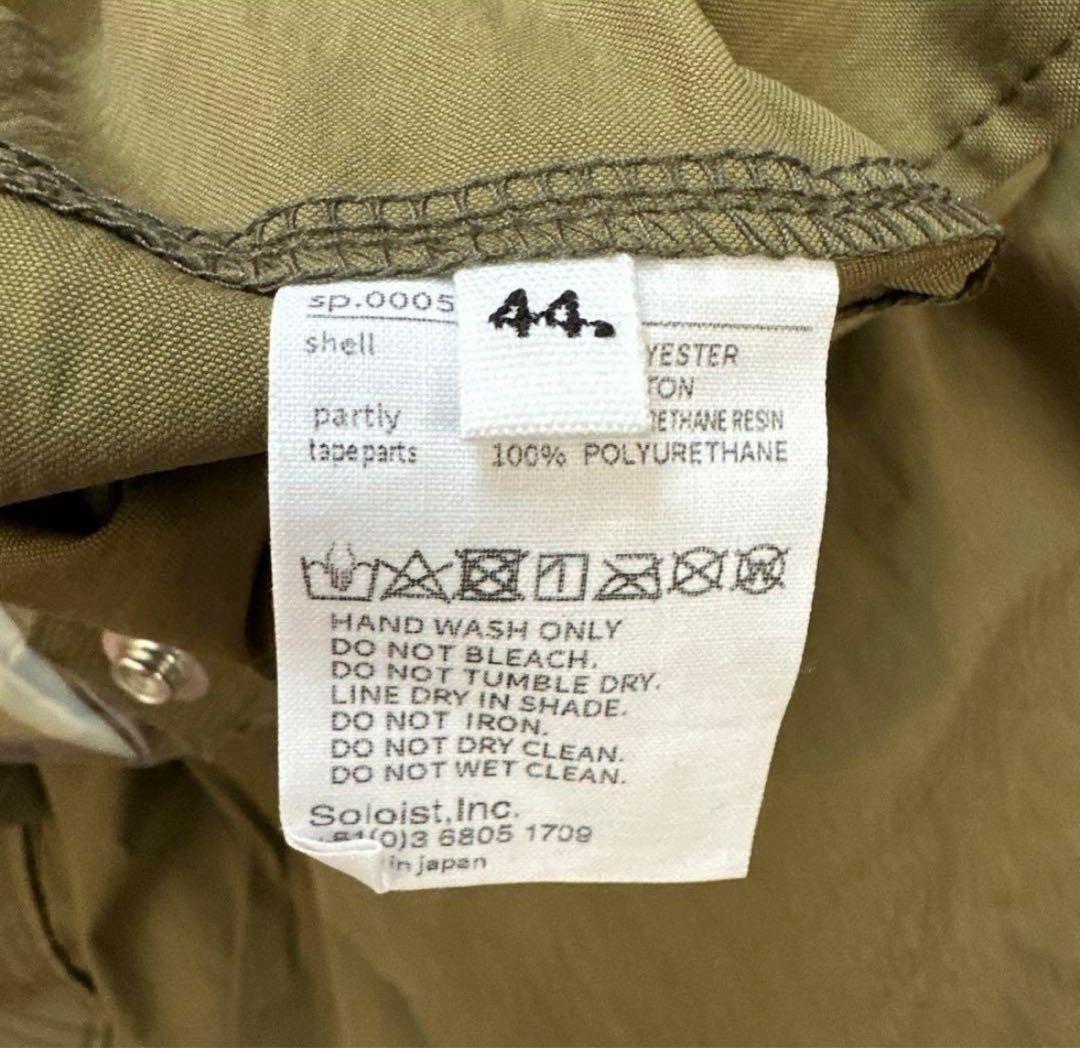 sp.0005
44.
shell YESTER
TON
partly ETHANE RESIN
tape parts 100% POLYURETHANE
W
HAND WASH ONLY
DO NOT BLEACH.
DO NOT TUMBLE DRY.
LINE DRY IN SHADE.
DO NOT IRON.
DO NOT DRY CLEAN.
DO NOT WET CLEAN.
Soloist,Inc.
+81(0)3 6805 1709
in japan